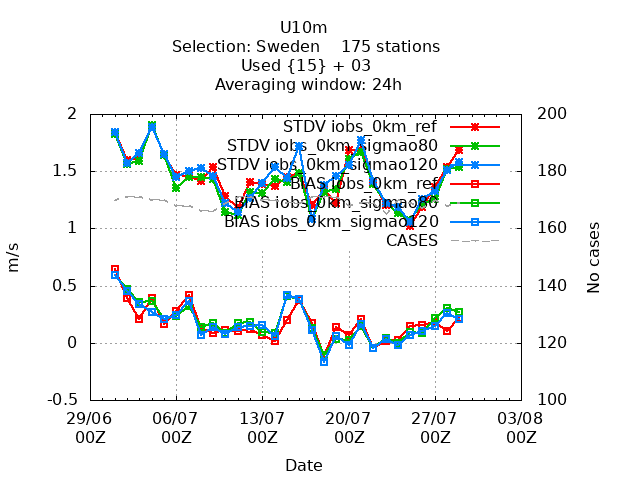 U10m
Selection: Sweden    175 stations
Used {15} + 03
Averaging window: 24h
STDV iobs_0km_ref
STDV iobs_0km_sigmao80
STDV iobs_0km_sigmao120
BIAS iobs_0km_ref
BIAS iobs_0km_sigmao80
BIAS iobs_0km_sigmao120
CASES
2
1.5
1
0.5
0
-0.5
m/s
200
180
160
140
120
100
No cases
29/06 06/07 13/07 20/07 27/07 03/08
00Z 00Z 00Z 00Z 00Z 00Z
Date